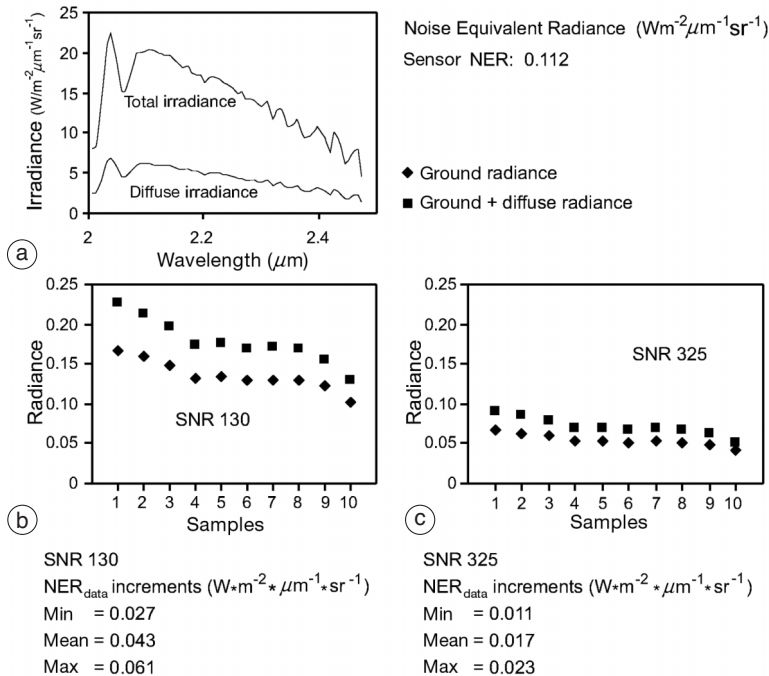 25
20
15
10
5
0
Irradiance (W/m⁻²µm⁻¹sr⁻¹)
Total irradiance
Diffuse irradiance
2
2.2
2.4
Wavelength (µm)
a
Noise Equivalent Radiance (Wm⁻²µm⁻¹sr⁻¹)
Sensor NER: 0.112
◆ Ground radiance
■ Ground + diffuse radiance
0.25
0.20
0.15
0.10
0.05
0
Radiance
SNR 130
1 2 3 4 5 6 7 8 9 10
Samples
b
0.25
0.20
0.15
0.10
0.05
0
Radiance
SNR 325
1 2 3 4 5 6 7 8 9 10
Samples
c
SNR 130
NER_data increments (W*m⁻²*µm⁻¹*sr⁻¹)
Min = 0.027
Mean = 0.043
Max = 0.061
SNR 325
NER_data increments (W*m⁻²*µm⁻¹*sr⁻¹)
Min = 0.011
Mean = 0.017
Max = 0.023